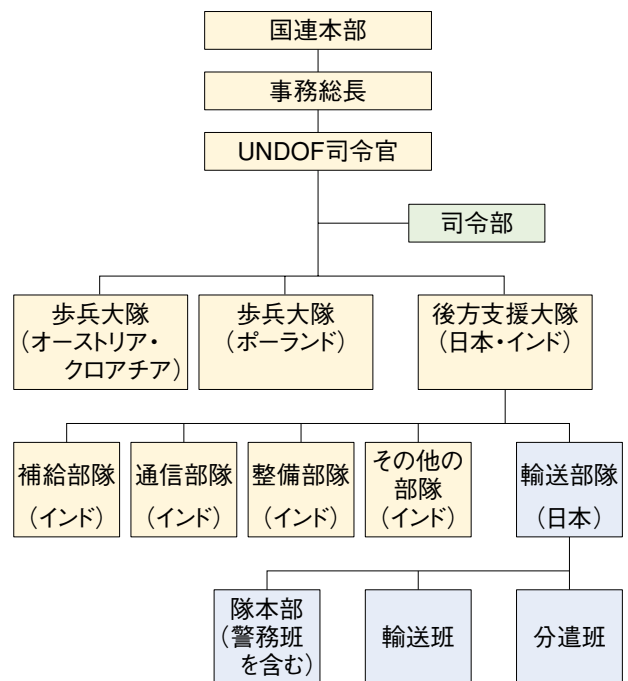 国連本部
事務総長
UNDOF司令官
司令部
歩兵大隊
（オーストリア・
クロアチア）
歩兵大隊
（ポーランド）
後方支援大隊
（日本・インド）
補給部隊
（インド）
通信部隊
（インド）
整備部隊
（インド）
その他の
部隊
（インド）
輸送部隊
（日本）
隊本部
（警務班
を含む）
輸送班
分遣班